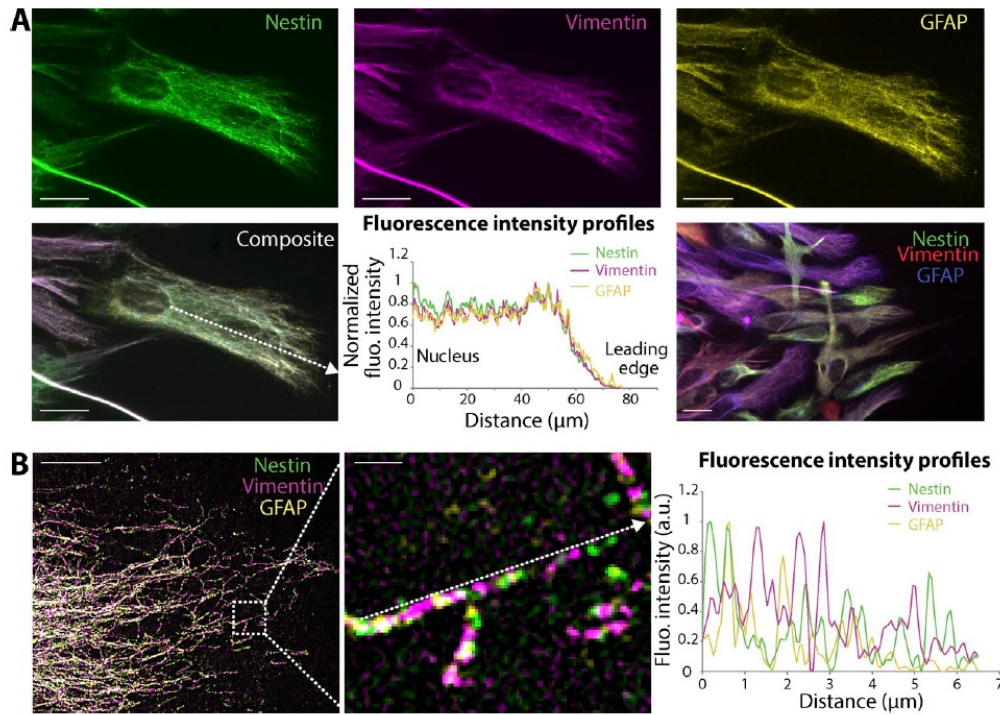 A
Nestin
Vimentin
GFAP
Composite
Fluorescence intensity profiles
Normalized
fluo. intensity
1.2
1
0.8
0.6
0.4
0.2
0
Nestin
Vimentin
GFAP
Nucleus
Leading
edge
0 20 40 60 80
Distance (µm)
Nestin
Vimentin
GFAP
B
Nestin
Vimentin
GFAP
Fluorescence intensity profiles
Fluo. intensity (a.u.)
1.2
1
0.8
0.6
0.4
0.2
0
Nestin
Vimentin
GFAP
0 1 2 3 4 5 6 7
Distance (µm)